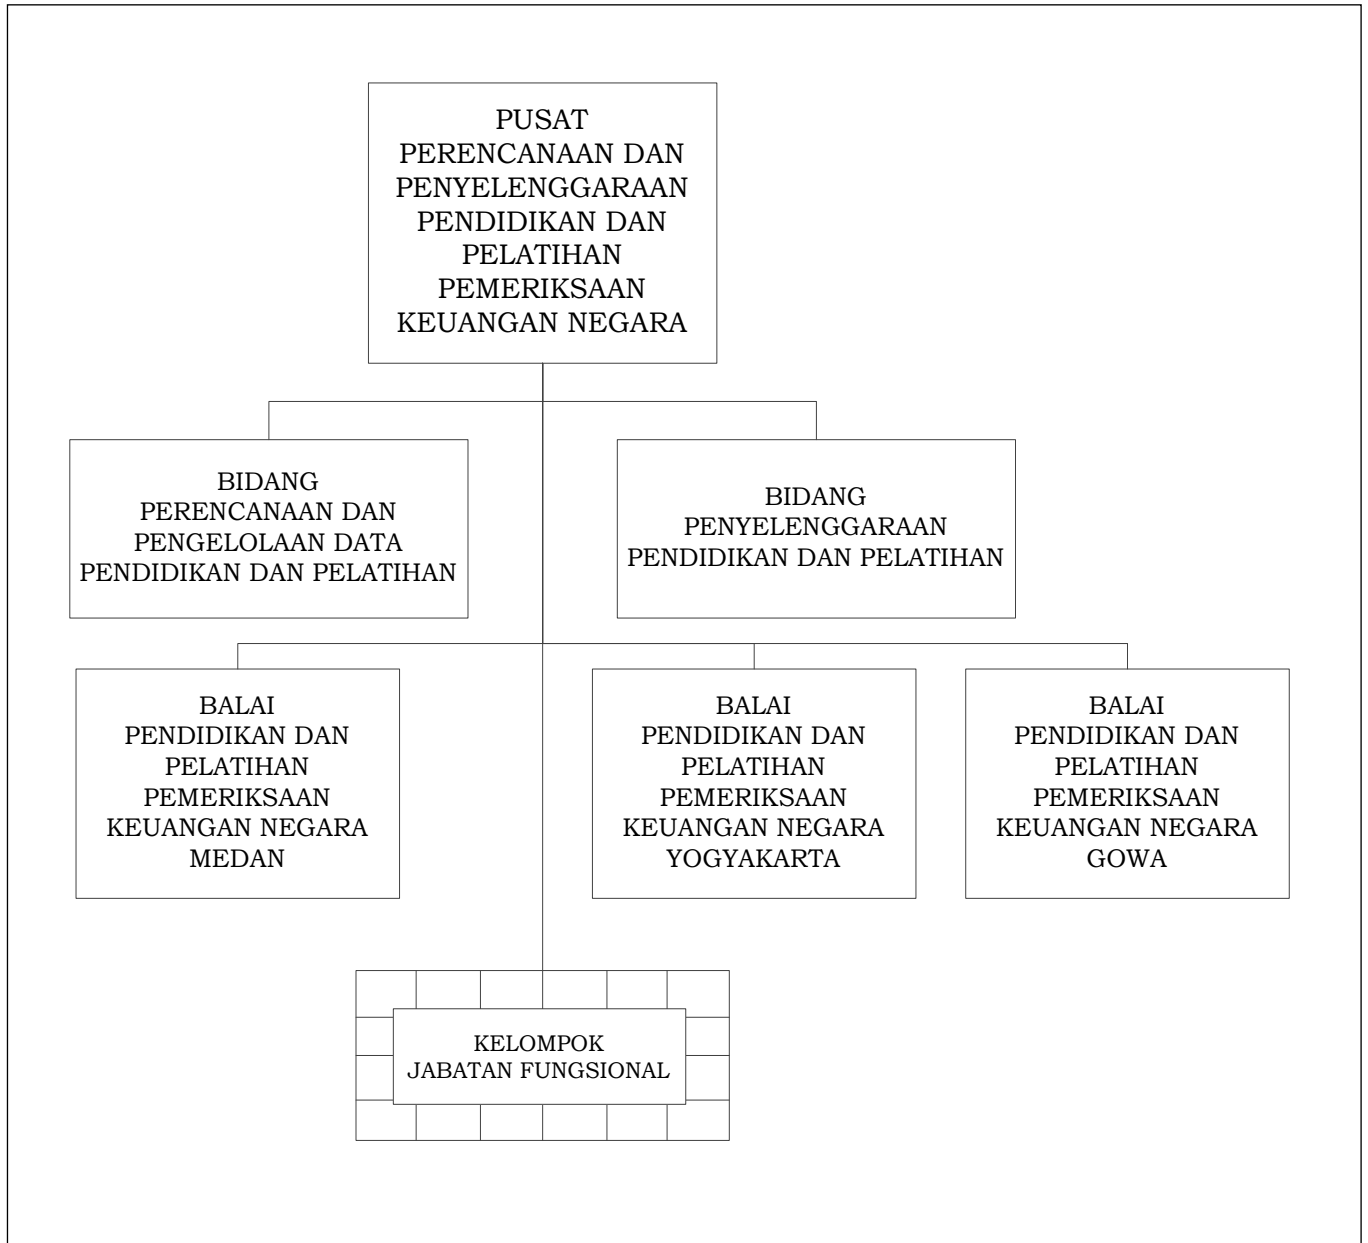 PUSAT
PERENCANAAN DAN
PENYELENGGARAAN
PENDIDIKAN DAN
PELATIHAN
PEMERIKSAAN
KEUANGAN NEGARA
BIDANG
PERENCANAAN DAN
PENGELOLAAN DATA
PENDIDIKAN DAN PELATIHAN
BIDANG
PENYELENGGARAAN
PENDIDIKAN DAN PELATIHAN
BALAI
PENDIDIKAN DAN
PELATIHAN
PEMERIKSAAN
KEUANGAN NEGARA
MEDAN
BALAI
PENDIDIKAN DAN
PELATIHAN
PEMERIKSAAN
KEUANGAN NEGARA
YOGYAKARTA
BALAI
PENDIDIKAN DAN
PELATIHAN
PEMERIKSAAN
KEUANGAN NEGARA
GOWA
KELOMPOK
JABATAN FUNGSIONAL